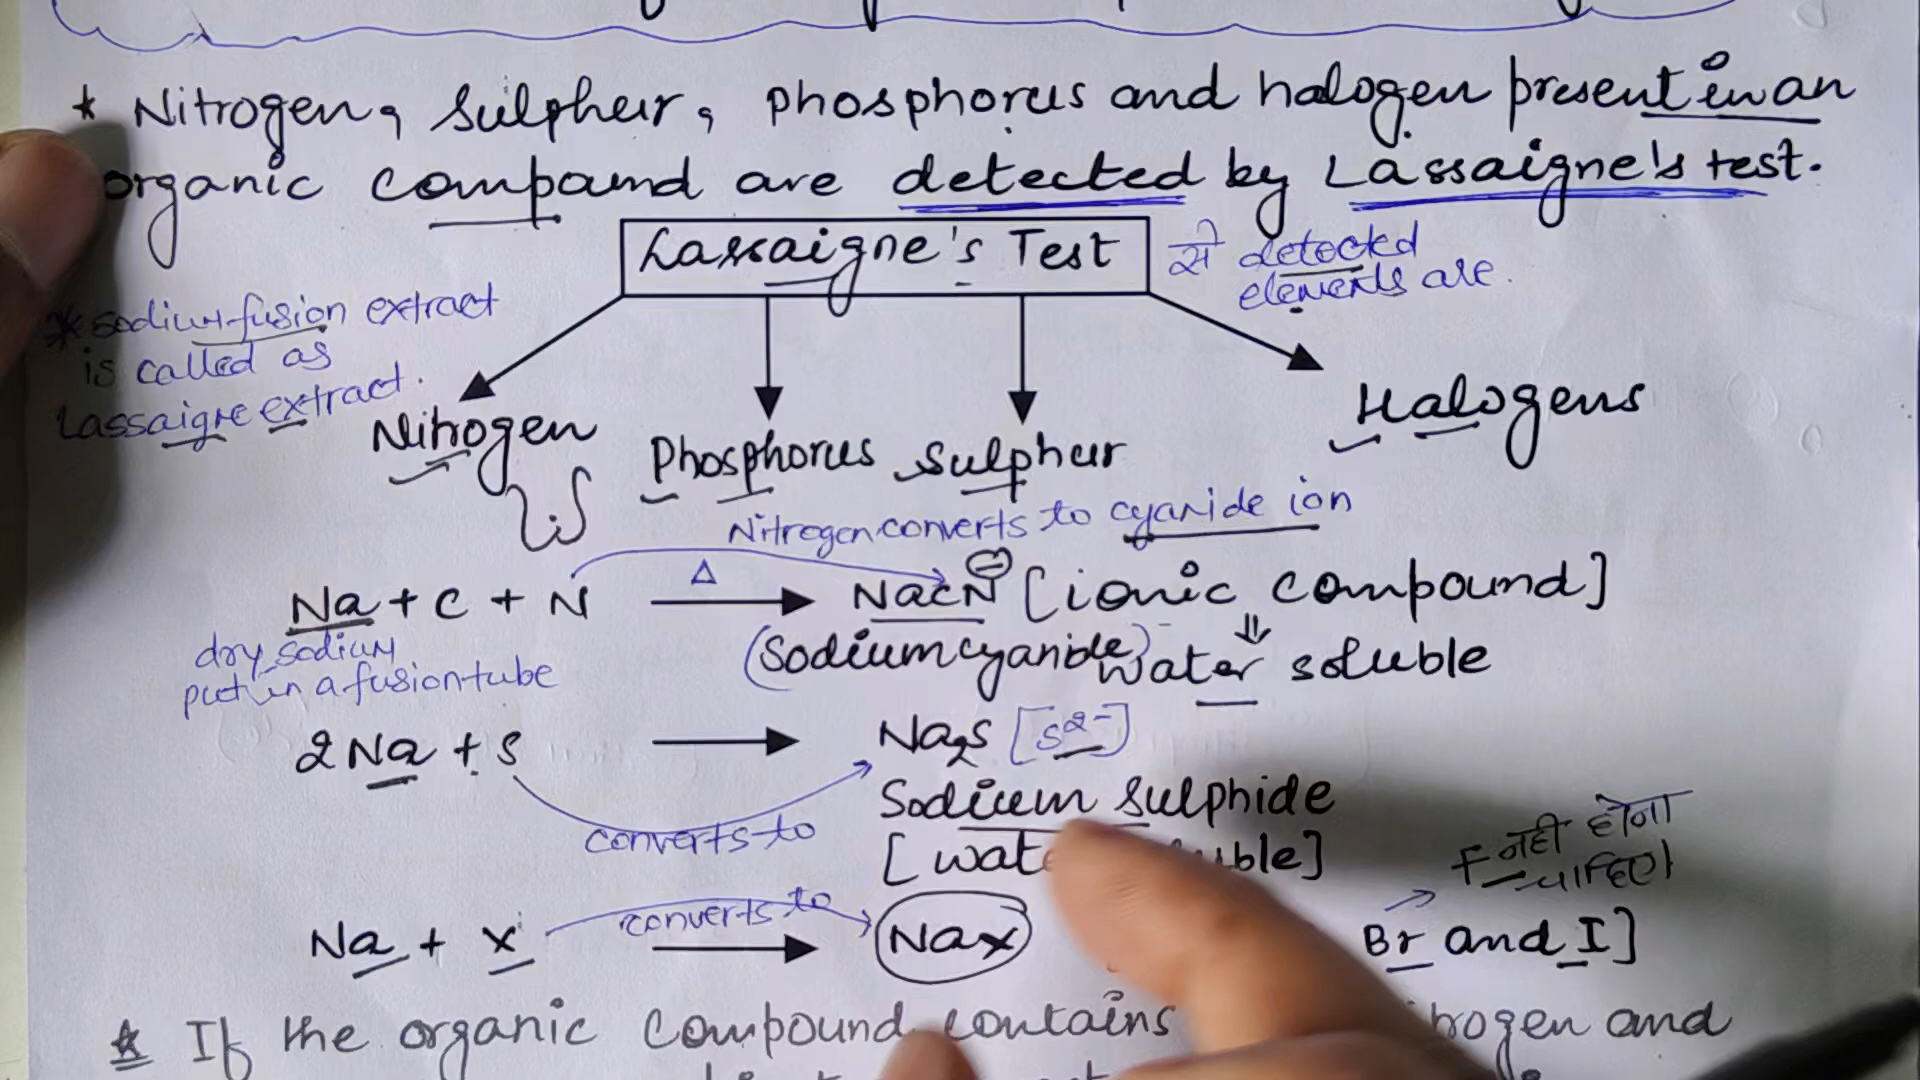 * Nitrogen, sulphur, phosphorus and halogen present in an
organic compound are detected by Lassaigne's test.
Lassaigne's Test
से detected
elements are.
* sodium fusion extract
is called as
Lassaigne extract.
Nitrogen
Phosphorus
Sulphur
Halogens
Nitrogen converts to cyanide ion
Na + C + N Δ NaCN⊖ [ionic compound]
dry sodium
put in a fusion tube
(Sodium cyanide) Water soluble
2Na + S Na2S [S2-]
converts to
Sodium Sulphide
[wat uble]
F नही होना
चाहिए
Na + X converts to NaX Br and I]
* If the organic compound contains rogen and